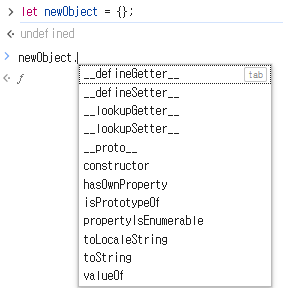 > let newObject = {};
undefined
> newObject.
__defineGetter__ tab
__defineSetter__
__lookupGetter__
__lookupSetter__
__proto__
constructor
hasOwnProperty
isPrototypeOf
propertyIsEnumerable
toLocaleString
toString
valueOf
ƒ